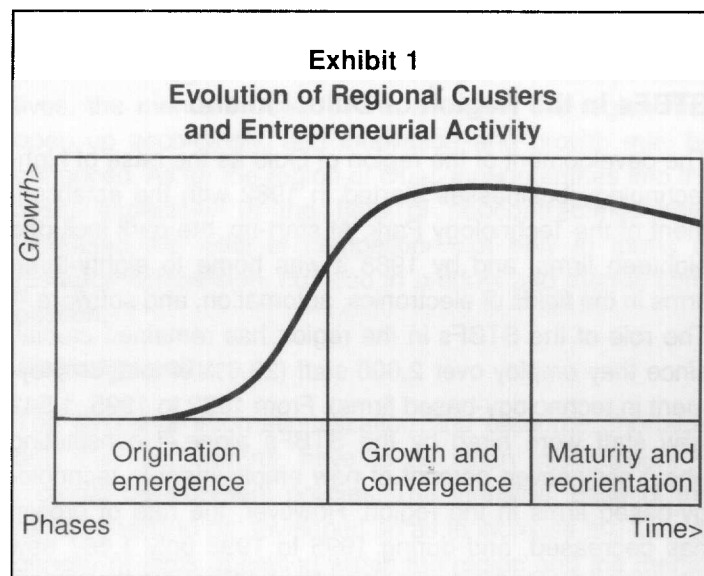 Exhibit 1
Evolution of Regional Clusters
and Entrepreneurial Activity
Growth>
Origination
emergence
Growth and
convergence
Maturity and
reorientation
Phases
Time>